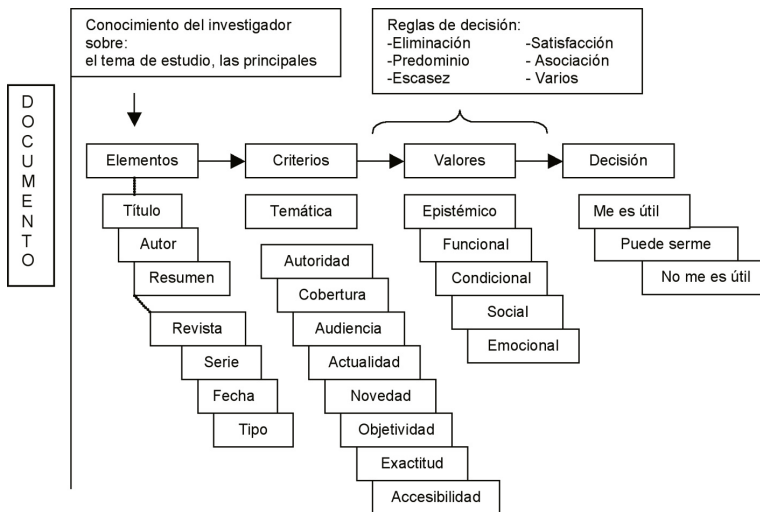 Conocimiento del investigador
sobre:
el tema de estudio, las principales
Reglas de decisión:
-Eliminación -Satisfacción
-Predominio - Asociación
-Escasez - Varios
DOCUMENTO
Elementos
Criterios
Valores
Decisión
Título
Autor
Resumen
Revista
Serie
Fecha
Tipo
Temática
Autoridad
Cobertura
Audiencia
Actualidad
Novedad
Objetividad
Exactitud
Accesibilidad
Epistémico
Funcional
Condicional
Social
Emocional
Me es útil
Puede serme
No me es útil